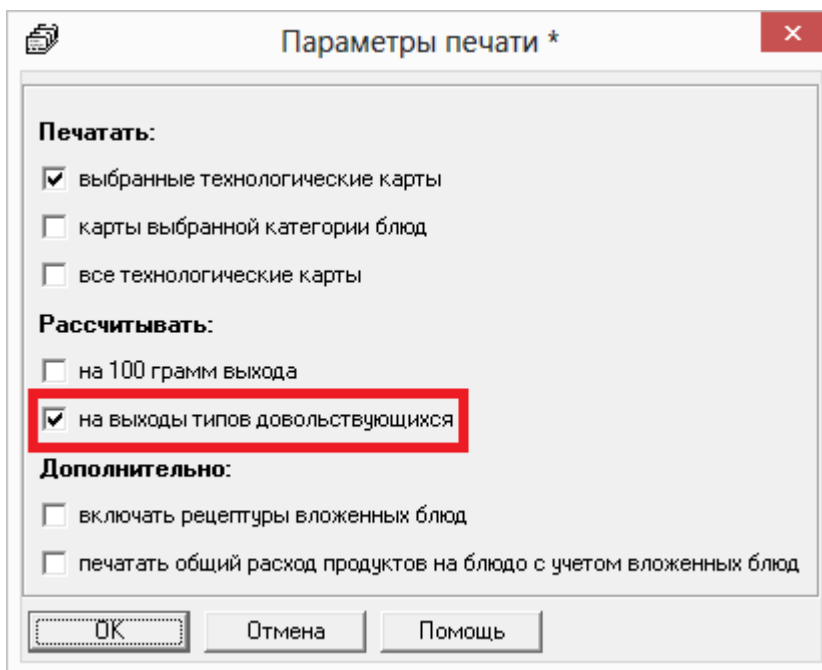 Параметры печати *
Печатать:
выбранные технологические карты
карты выбранной категории блюд
все технологические карты
Рассчитывать:
на 100 грамм выхода
на выходы типов довольствующихся
Дополнительно:
включать рецептуры вложенных блюд
печатать общий расход продуктов на блюдо с учетом вложенных блюд
ОК Отмена Помощь